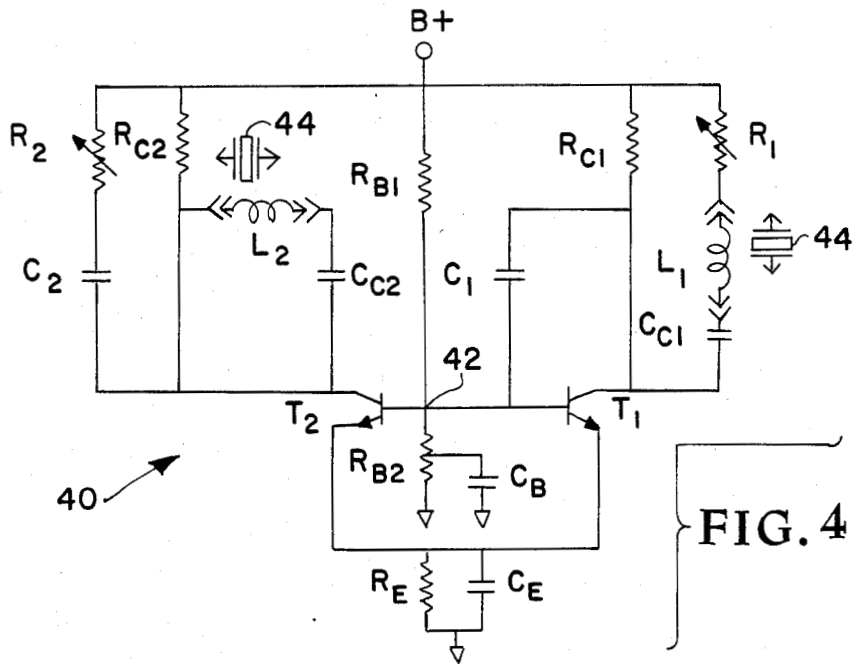 B+
R2
RC2
44
RB1
RC1
R1
44
L2
L1
C2
CC2
C1
CC1
42
T2
T1
RB2
CB
40
FIG. 4
RE
CE